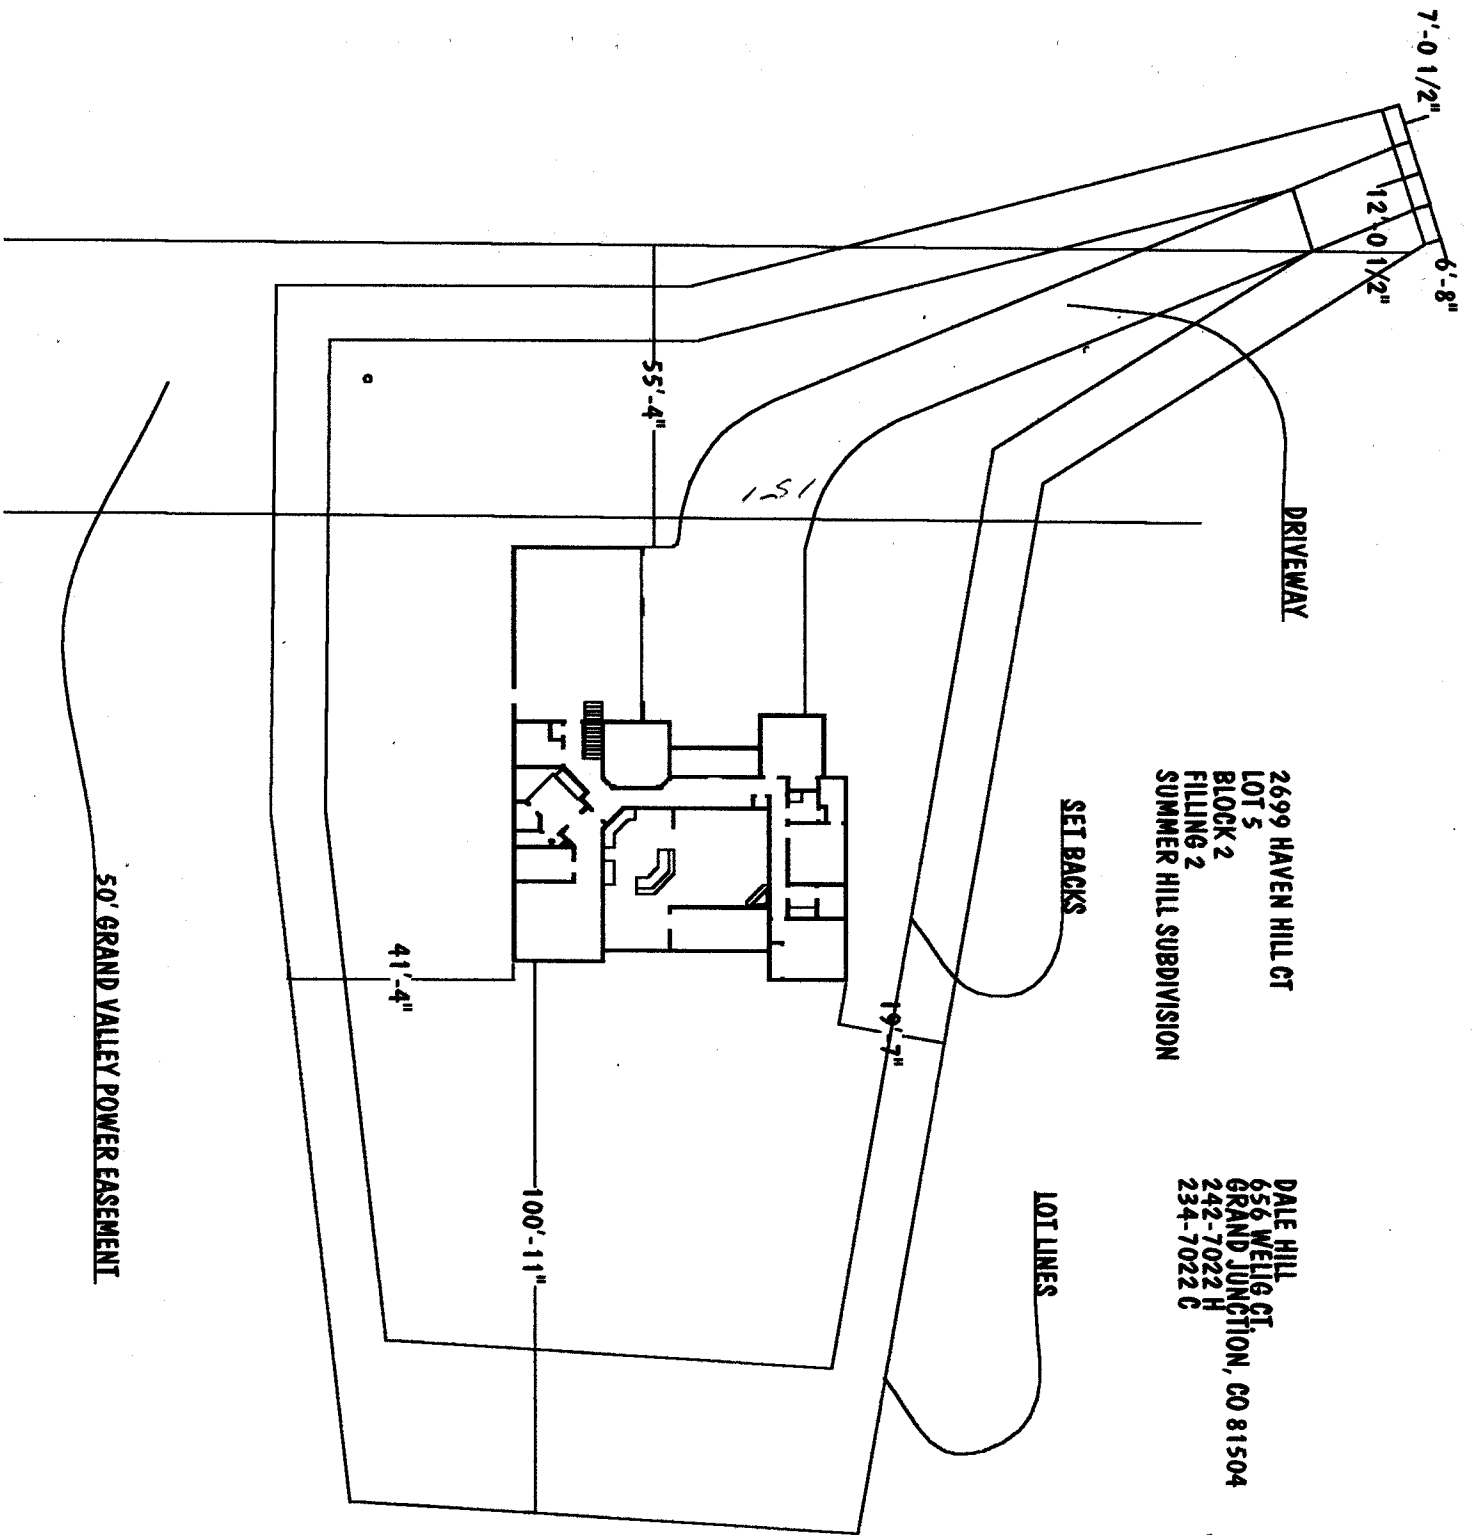 2699 HAVEN HILL CT
LOT 5
BLOCK 2
FILLING 2
SUMMER HILL SUBDIVISION
DALE HILL
656 WELIG CT.
GRAND JUNCTION, CO 81504
242-7022 H
234-7022 C
7'-0 1/2"
12'-0 1/2"
6'-8"
DRIVEWAY
SET BACKS
LOT LINES
55'-4"
19'-7"
41'-4"
100'-11"
50' GRAND VALLEY POWER EASEMENT